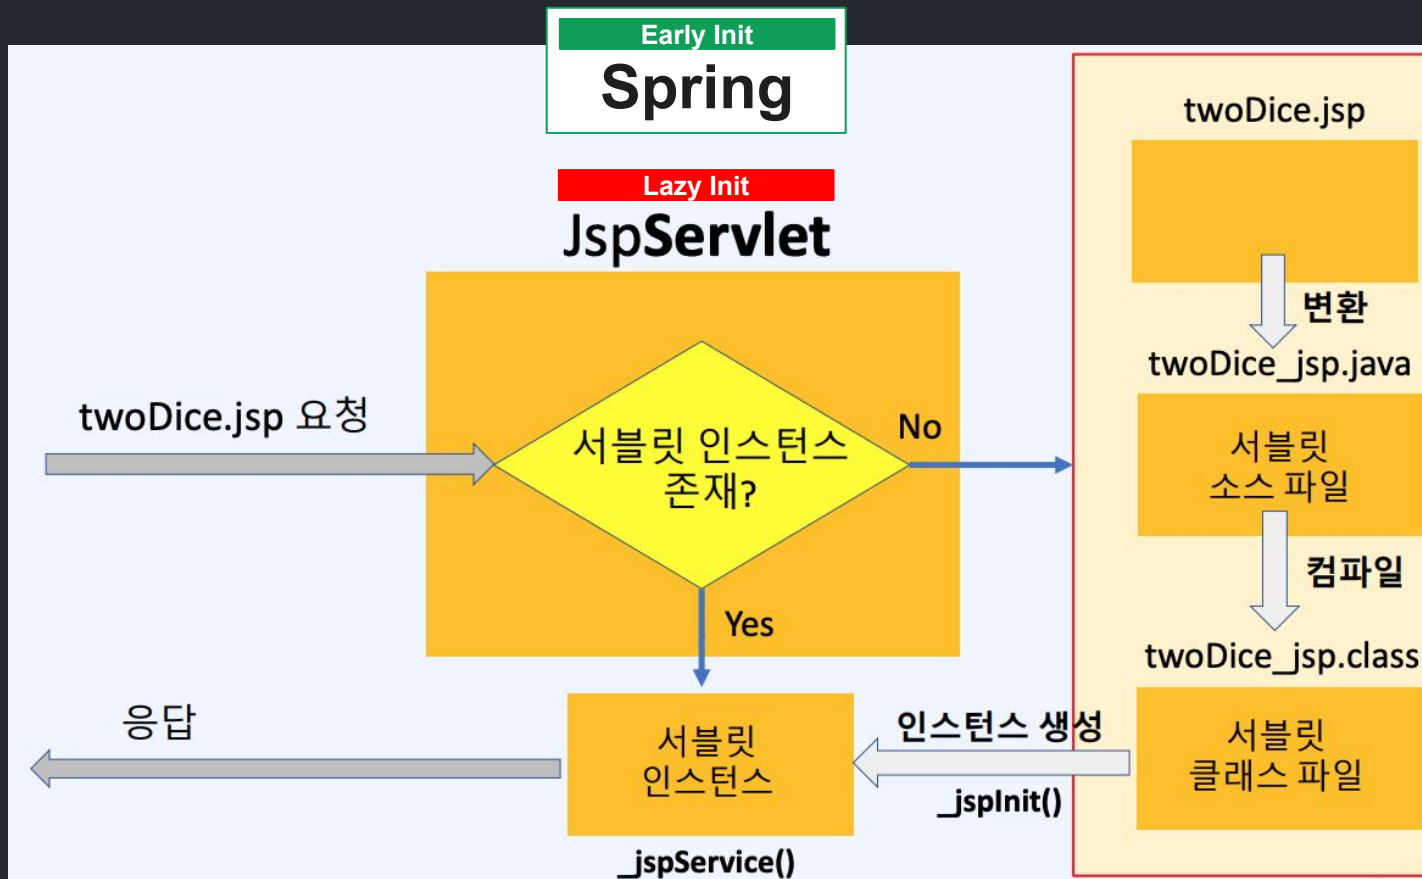 Early Init
Spring
Lazy Init
JspServlet
twoDice.jsp 요청
서블릿 인스턴스
존재?
No
Yes
twoDice.jsp
변환
twoDice_jsp.java
서블릿
소스 파일
컴파일
twoDice_jsp.class
서블릿
클래스 파일
인스턴스 생성
_jspInit()
서블릿
인스턴스
_jspService()
응답